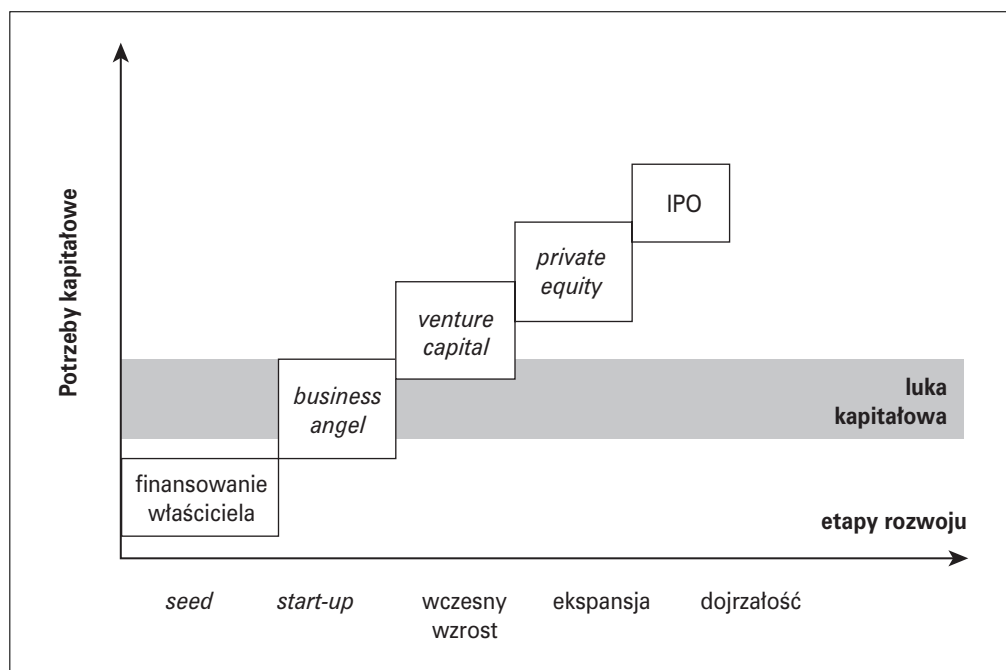 Potrzeby kapitałowe
IPO
private
equity
venture
capital
business
angel
luka
kapitałowa
finansowanie
właściciela
etapy rozwoju
seed
start-up
wczesny
wzrost
ekspansja
dojrzałość